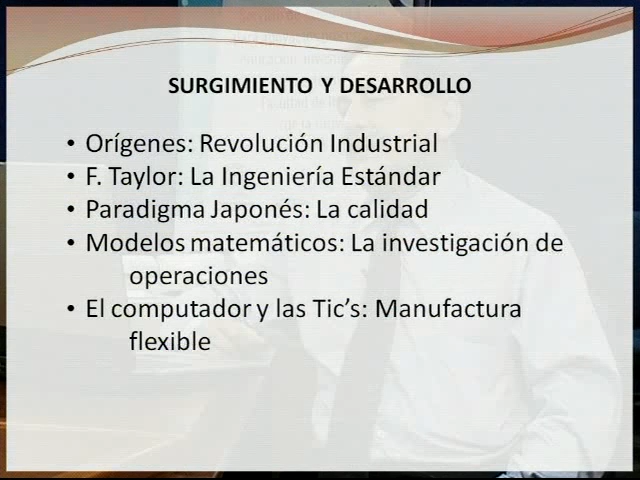 SURGIMIENTO Y DESARROLLO
• Orígenes: Revolución Industrial
• F. Taylor: La Ingeniería Estándar
• Paradigma Japonés: La calidad
• Modelos matemáticos: La investigación de
operaciones
• El computador y las Tic's: Manufactura
flexible